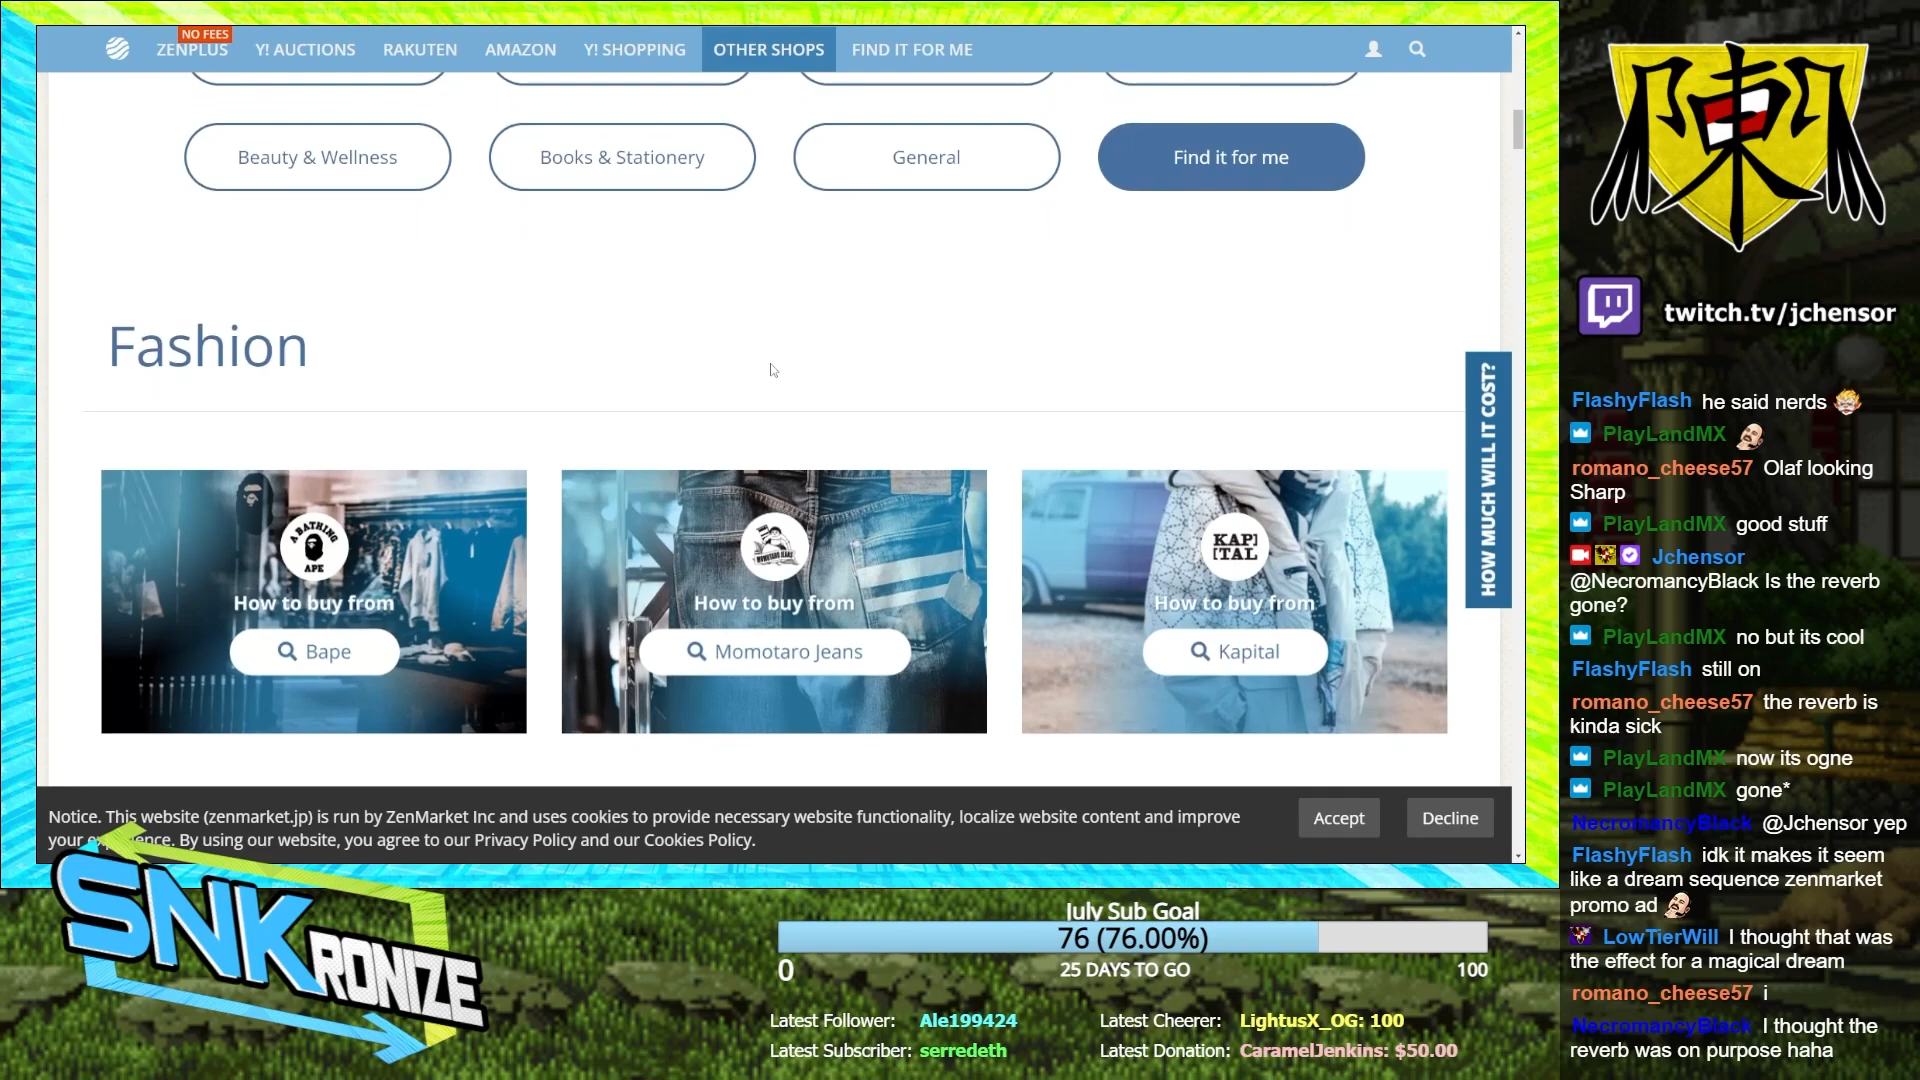 NO FEES
ZENPLUS Y! AUCTIONS RAKUTEN AMAZON Y! SHOPPING OTHER SHOPS FIND IT FOR ME
Beauty & Wellness
Books & Stationery
General
Find it for me
Fashion
HOW MUCH WILL IT COST?
A BATHING
APE
How to buy from
Bape
MOMOTARO JEANS
How to buy from
Momotaro Jeans
KAPI
[TAL
How to buy from
Kapital
Notice. This website (zenmarket.jp) is run by ZenMarket Inc and uses cookies to provide necessary website functionality, localize website content and improve
your experience. By using our website, you agree to our Privacy Policy and our Cookies Policy.
Accept
Decline
SNK
RONIZE
July Sub Goal
76 (76.00%)
0
25 DAYS TO GO
100
Latest Follower: Ale199424
Latest Cheerer: LightusX_OG: 100
Latest Subscriber: serredeth
Latest Donation: CaramelJenkins: $50.00
東
twitch.tv/jchensor
FlashyFlash he said nerds
PlayLandMX
romano_cheese57 Olaf looking
Sharp
PlayLandMX good stuff
Jchensor
@NecromancyBlack Is the reverb
gone?
PlayLandMX no but its cool
FlashyFlash still on
romano_cheese57 the reverb is
kinda sick
PlayLandMX now its ogne
PlayLandMX gone*
NecromancyBlack @Jchensor yep
FlashyFlash idk it makes it seem
like a dream sequence zenmarket
promo ad
LowTierWill I thought that was
the effect for a magical dream
romano_cheese57 i
NecromancyBlack I thought the
reverb was on purpose haha